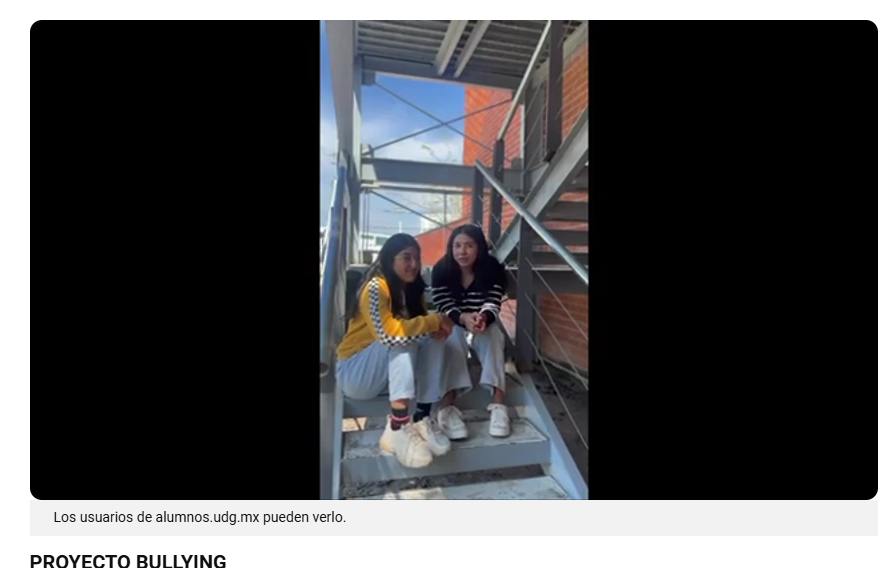 Los usuarios de alumnos.udg.mx pueden verlo.
PROYECTO BULLYING